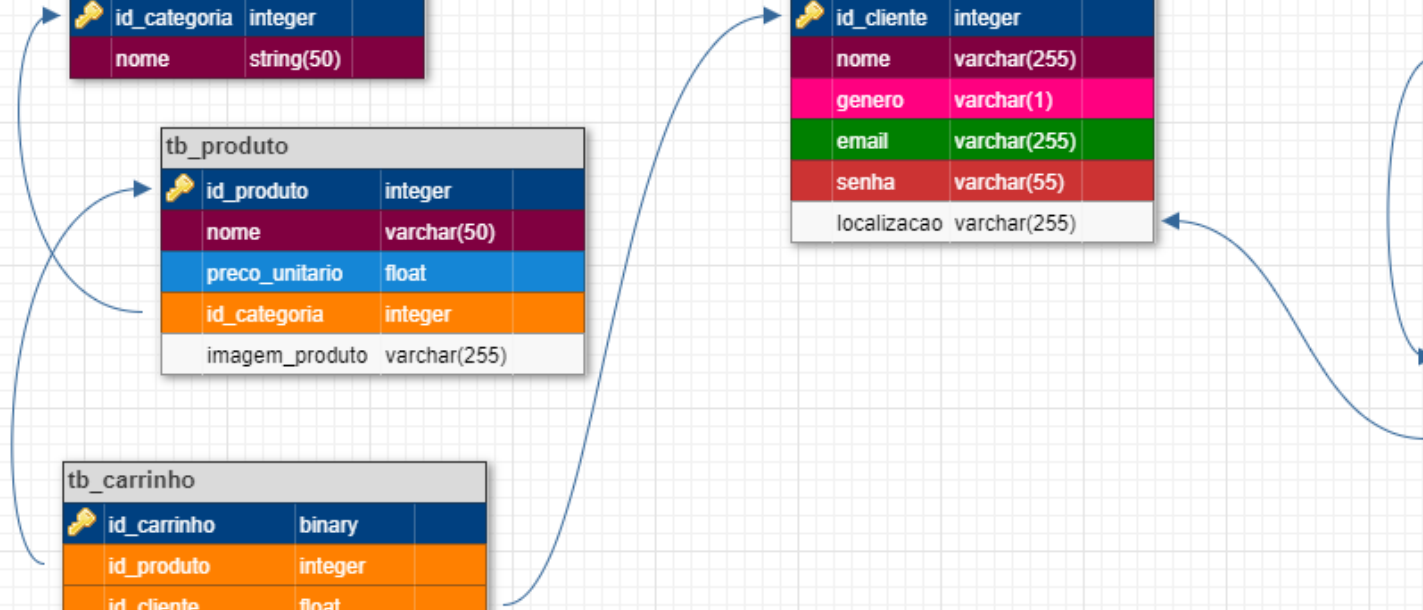 id_categoria integer
nome string(50)
id_cliente integer
nome varchar(255)
genero varchar(1)
email varchar(255)
senha varchar(55)
localizacao varchar(255)
tb_produto
id_produto integer
nome varchar(50)
preco_unitario float
id_categoria integer
imagem_produto varchar(255)
tb_carrinho
id_carrinho binary
id_produto integer
id_cliente float